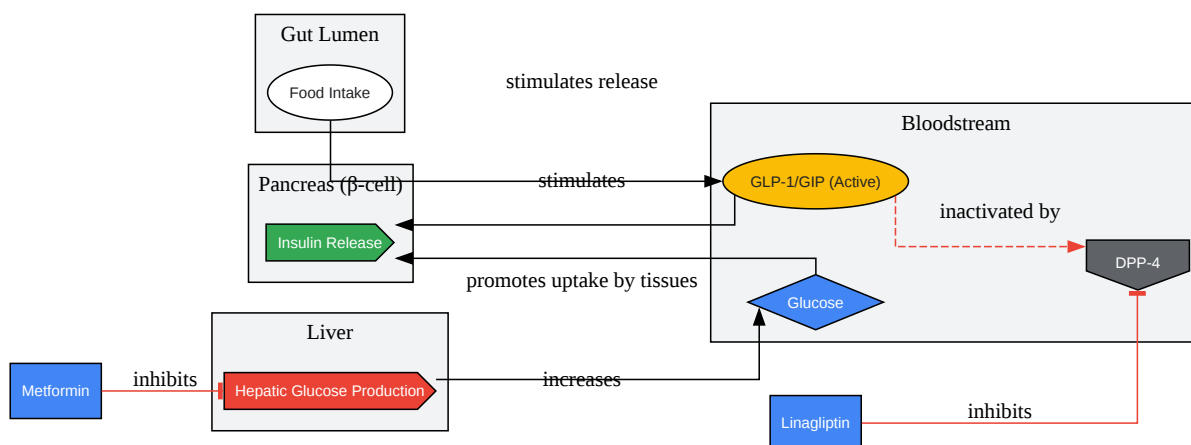 Gut Lumen
Food Intake
stimulates release
Bloodstream
Pancreas (β-cell)
stimulates
GLP-1/GIP (Active)
inactivated by
Insulin Release
DPP-4
promotes uptake by tissues
Glucose
Liver
Metformin
inhibits
Hepatic Glucose Production
increases
Linagliptin
inhibits